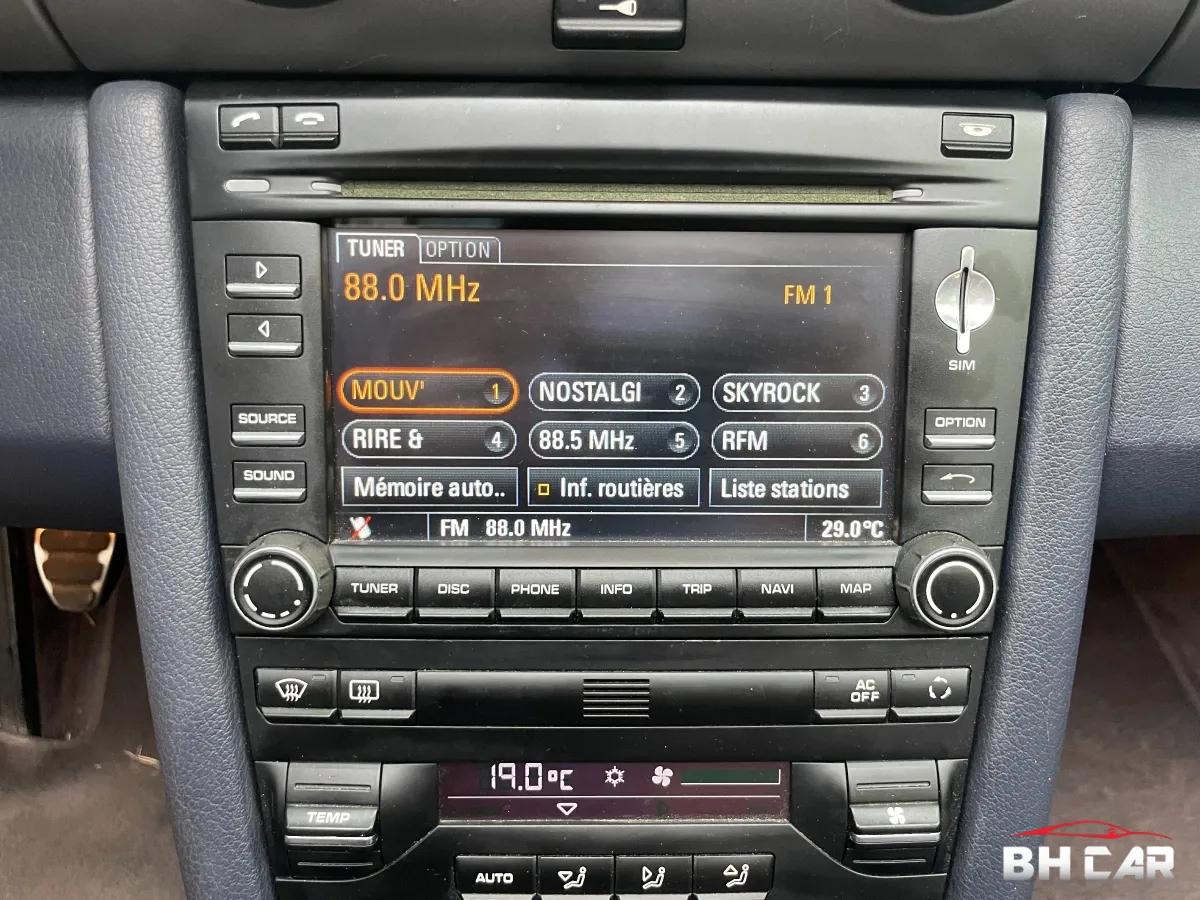 TUNER OPTION
88.0 MHz FM 1
MOUV' 1 NOSTALGI 2 SKYROCK 3
RIRE & 4 88.5 MHz 5 RFM 6
Mémoire auto.. Inf. routières Liste stations
FM 88.0 MHz 29.0°C
SOURCE
SOUND
SIM
OPTION
TUNER DISC PHONE INFO TRIP NAVI MAP
AC OFF
19.0°C
TEMP
AUTO
BH CAR